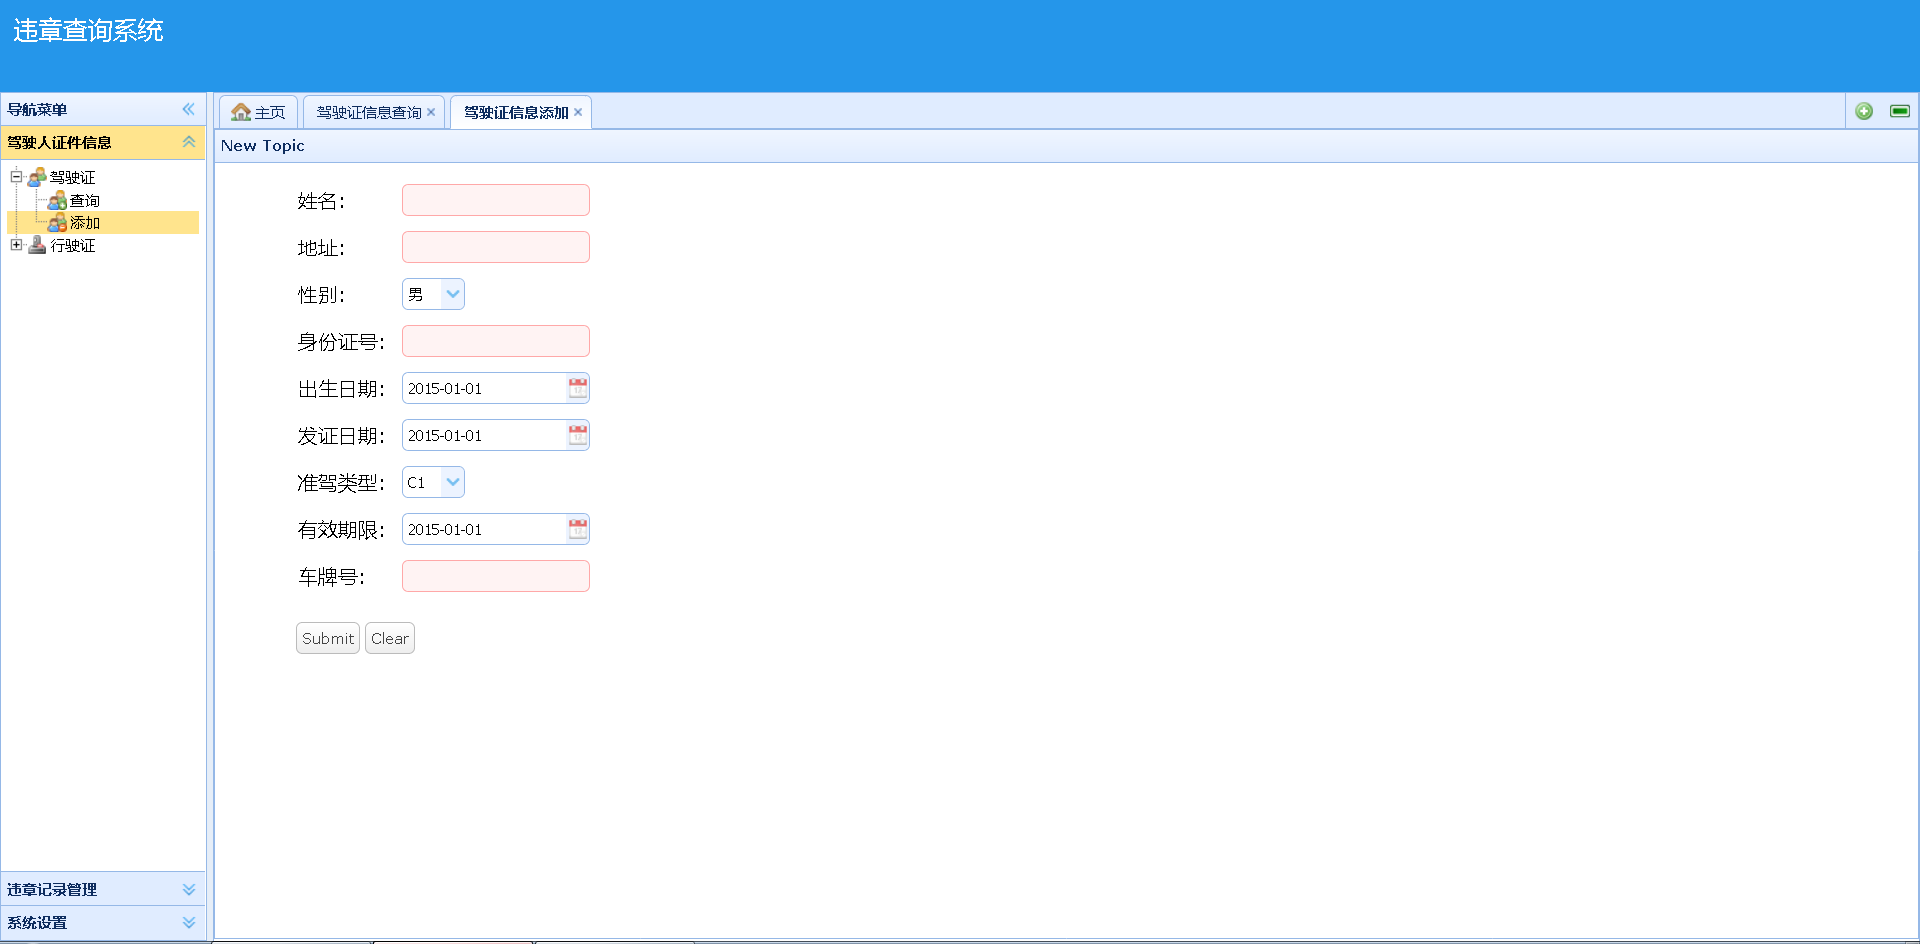 违章查询系统
导航菜单
驾驶人证件信息
驾驶证
查询
添加
行驶证
违章记录管理
系统设置
主页 驾驶证信息查询 驾驶证信息添加
New Topic
姓名:
地址:
性别: 男
身份证号:
出生日期: 2015-01-01
发证日期: 2015-01-01
准驾类型: C1
有效期限: 2015-01-01
车牌号:
Submit Clear